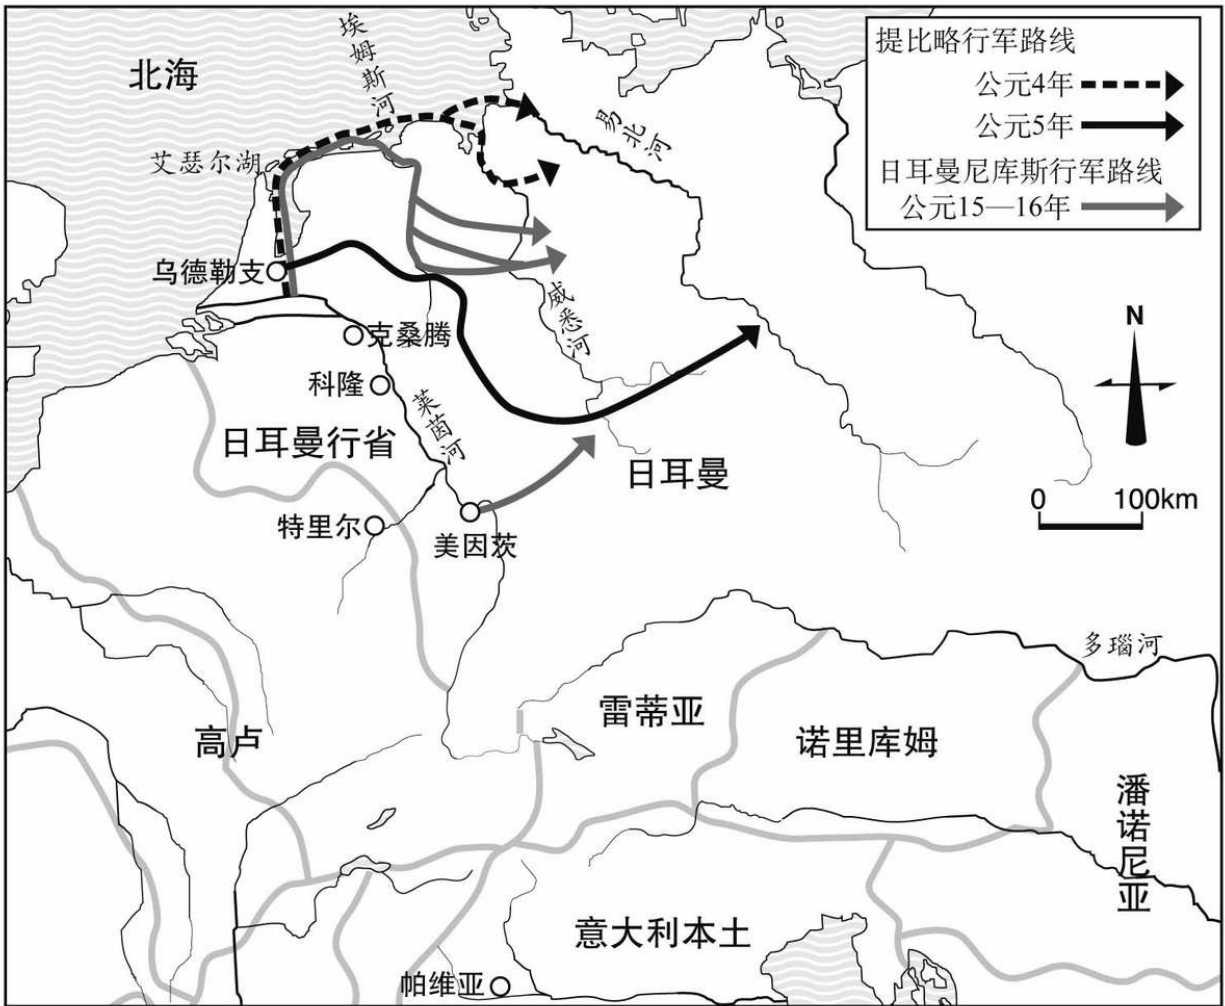 北海
埃姆斯河
艾瑟尔湖
易北河
提比略行军路线
公元4年
公元5年
日耳曼尼库斯行军路线
公元15—16年
乌德勒支
克桑腾
科隆
莱茵河
威悉河
N
日耳曼行省
日耳曼
0 100km
特里尔
美因茨
多瑙河
高卢
雷蒂亚
诺里库姆
潘诺尼亚
意大利本土
帕维亚